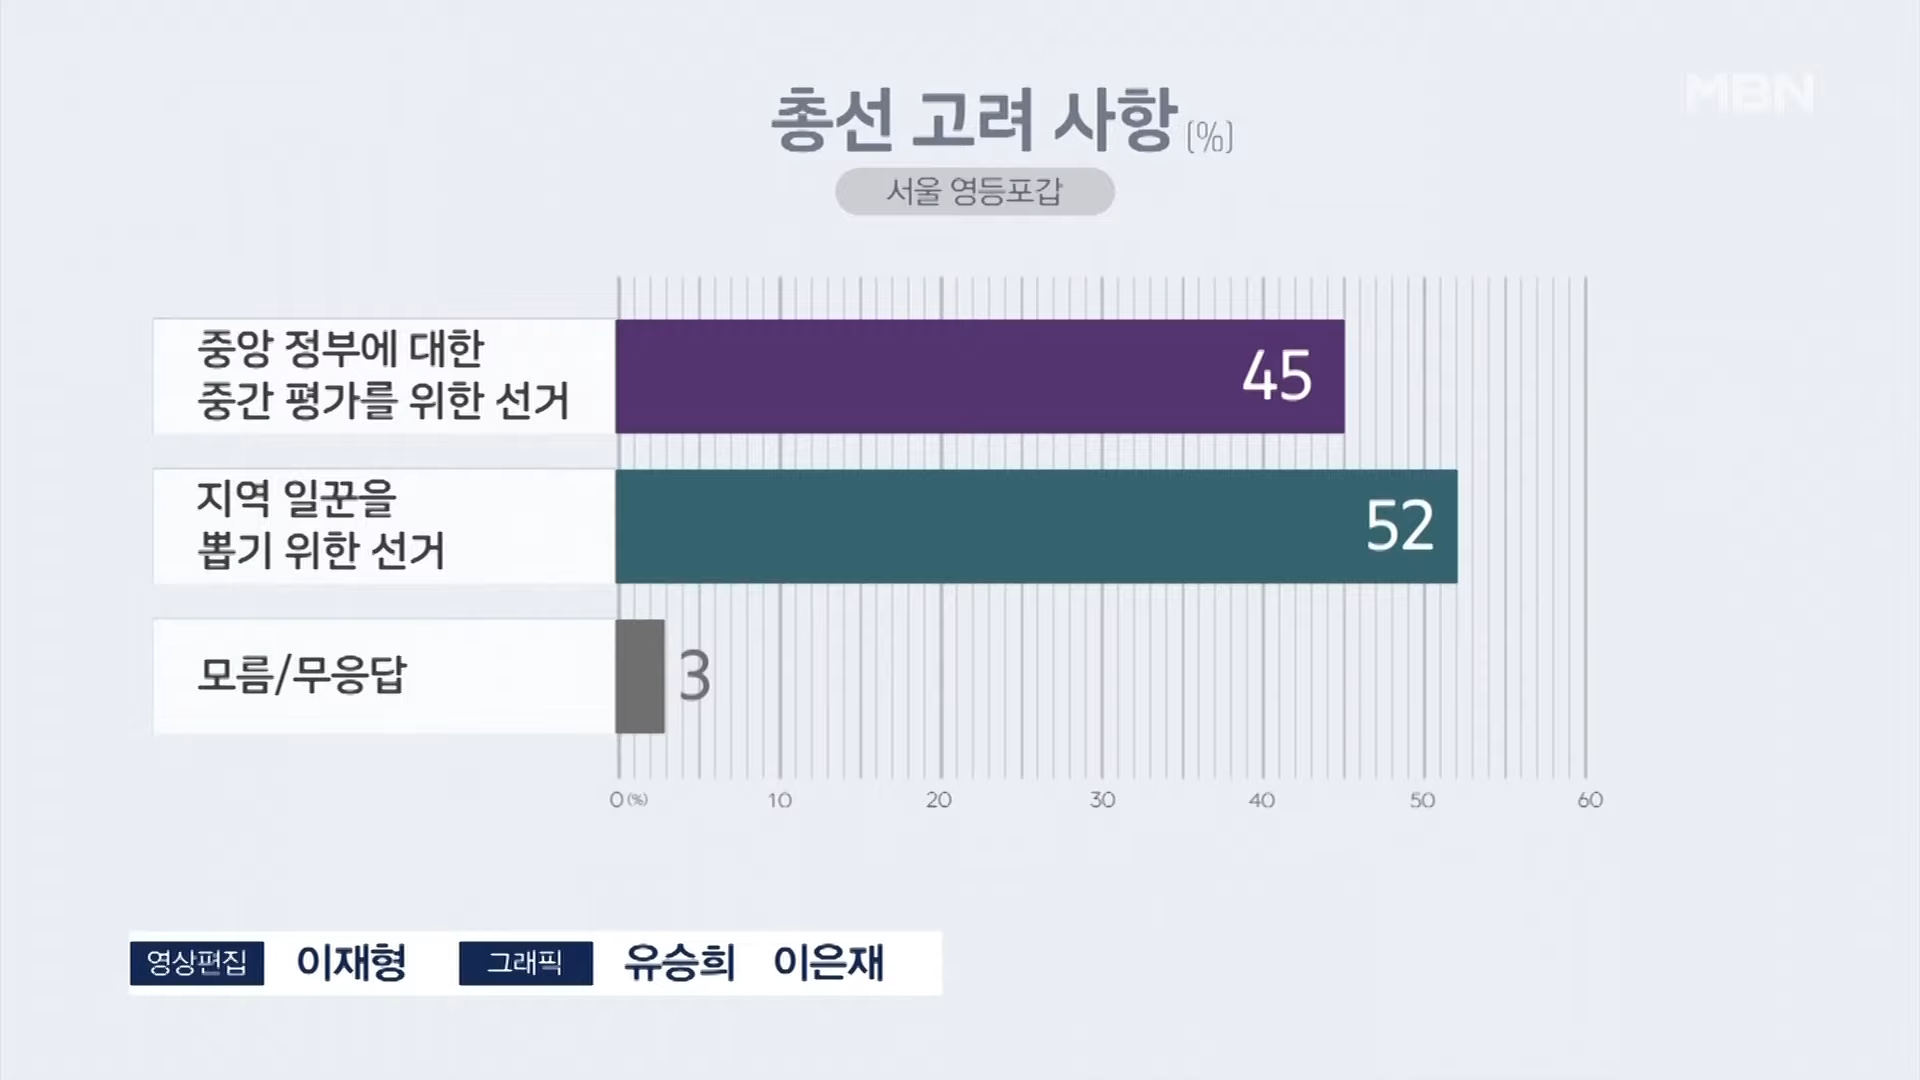 MBN
총선 고려 사항 (%)
서울 영등포갑
중앙 정부에 대한
중간 평가를 위한 선거
45
지역 일꾼을
뽑기 위한 선거
52
모름/무응답
3
0 (%) 10 20 30 40 50 60
영상편집 이재형 그래픽 유승희 이은재